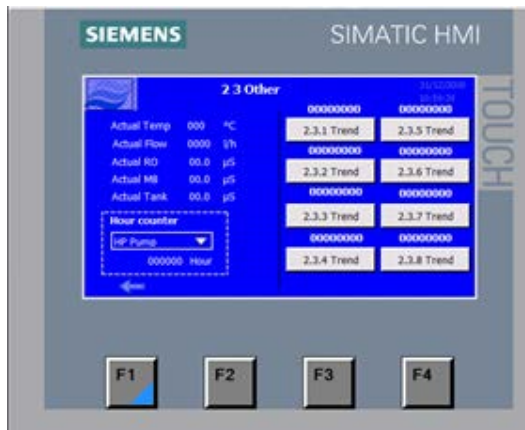 SIEMENS
SIMATIC HMI
TOUCH
2 3 Other
Actual Temp 000 °C
Actual Flow 0000 l/h
Actual RO 00.0 µS
Actual MB 00.0 µS
Actual Tank 00.0 µS
Hour counter
HP Pump
000000 Hour
00000000 00000000
2.3.1 Trend 2.3.5 Trend
00000000 00000000
2.3.2 Trend 2.3.6 Trend
00000000 00000000
2.3.3 Trend 2.3.7 Trend
00000000 00000000
2.3.4 Trend 2.3.8 Trend
F1 F2 F3 F4